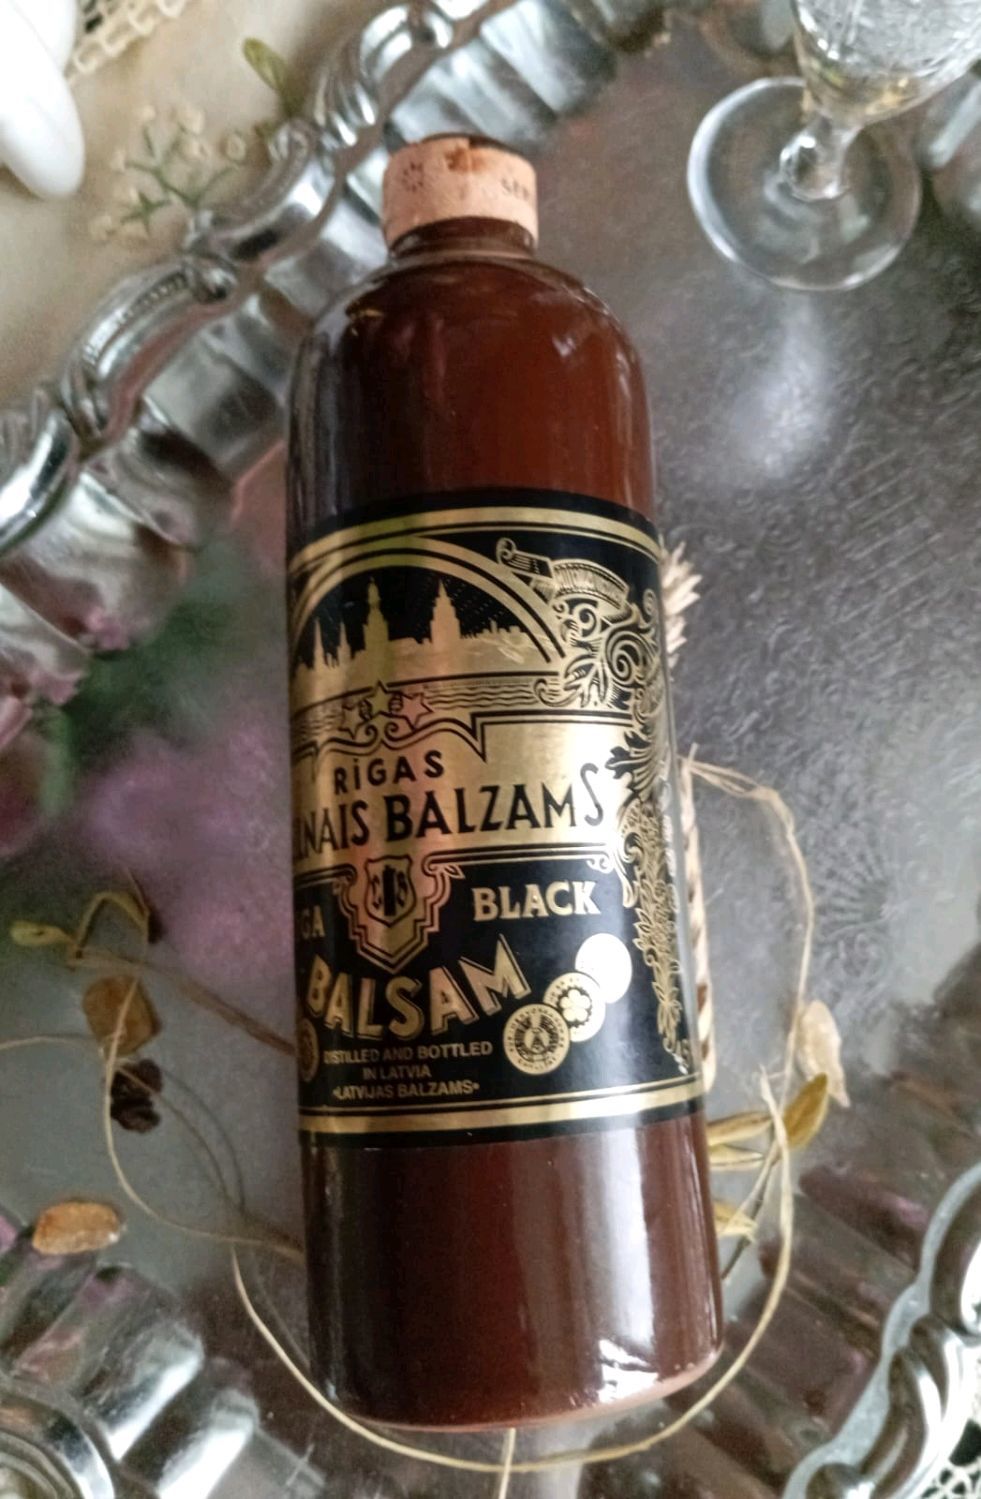 RĪGAS
BALZAMS
BLACK
BALSAM
DISTILLED AND BOTTLED
IN LATVIA
"LATVIJAS BALZAMS"